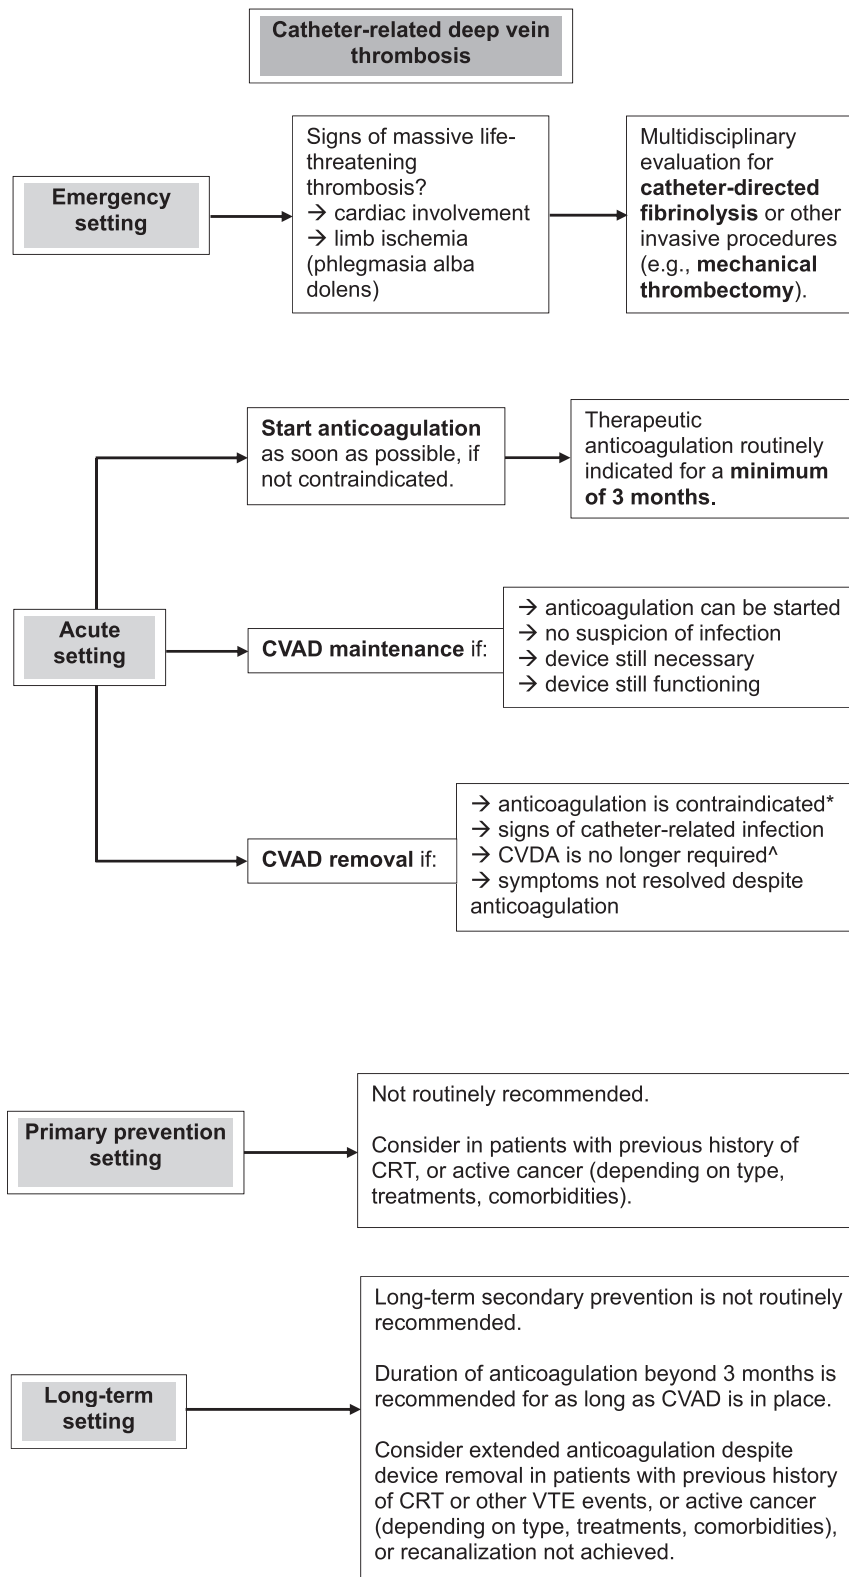 Catheter-related deep vein
thrombosis
Emergency
setting
Signs of massive life-
threatening
thrombosis?
→ cardiac involvement
→ limb ischemia
(phlegmasia alba
dolens)
Multidisciplinary
evaluation for
catheter-directed
fibrinolysis or other
invasive procedures
(e.g., mechanical
thrombectomy).
Start anticoagulation
as soon as possible, if
not contraindicated.
Therapeutic
anticoagulation routinely
indicated for a minimum
of 3 months.
Acute
setting
CVAD maintenance if:
→ anticoagulation can be started
→ no suspicion of infection
→ device still necessary
→ device still functioning
CVAD removal if:
→ anticoagulation is contraindicated*
→ signs of catheter-related infection
→ CVDA is no longer required^
→ symptoms not resolved despite
anticoagulation
Primary prevention
setting
Not routinely recommended.
Consider in patients with previous history of
CRT, or active cancer (depending on type,
treatments, comorbidities).
Long-term
setting
Long-term secondary prevention is not routinely
recommended.
Duration of anticoagulation beyond 3 months is
recommended for as long as CVAD is in place.
Consider extended anticoagulation despite
device removal in patients with previous history
of CRT or other VTE events, or active cancer
(depending on type, treatments, comorbidities),
or recanalization not achieved.